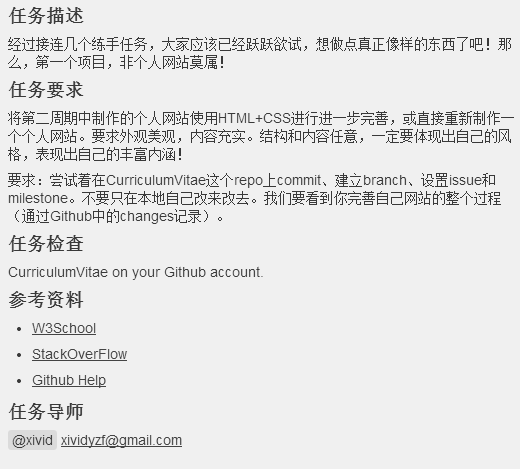 任务描述
经过接连几个练手任务，大家应该已经跃跃欲试，想做点真正像样的东西了吧！那
么，第一个项目，非个人网站莫属！
任务要求
将第二周期中制作的个人网站使用HTML+CSS进行进一步完善，或直接重新制作一
个个人网站。要求外观美观，内容充实。结构和内容任意，一定要体现出自己的风
格，表现出自己的丰富内涵！
要求：尝试着在CurriculumVitae这个repo上commit、建立branch、设置issue和
milestone。不要只在本地自己改来改去。我们要看到你完善自己网站的整个过程
（通过Github中的changes记录）。
任务检查
CurriculumVitae on your Github account.
参考资料
• W3School
• StackOverFlow
• Github Help
任务导师
@xivid xividyzf@gmail.com